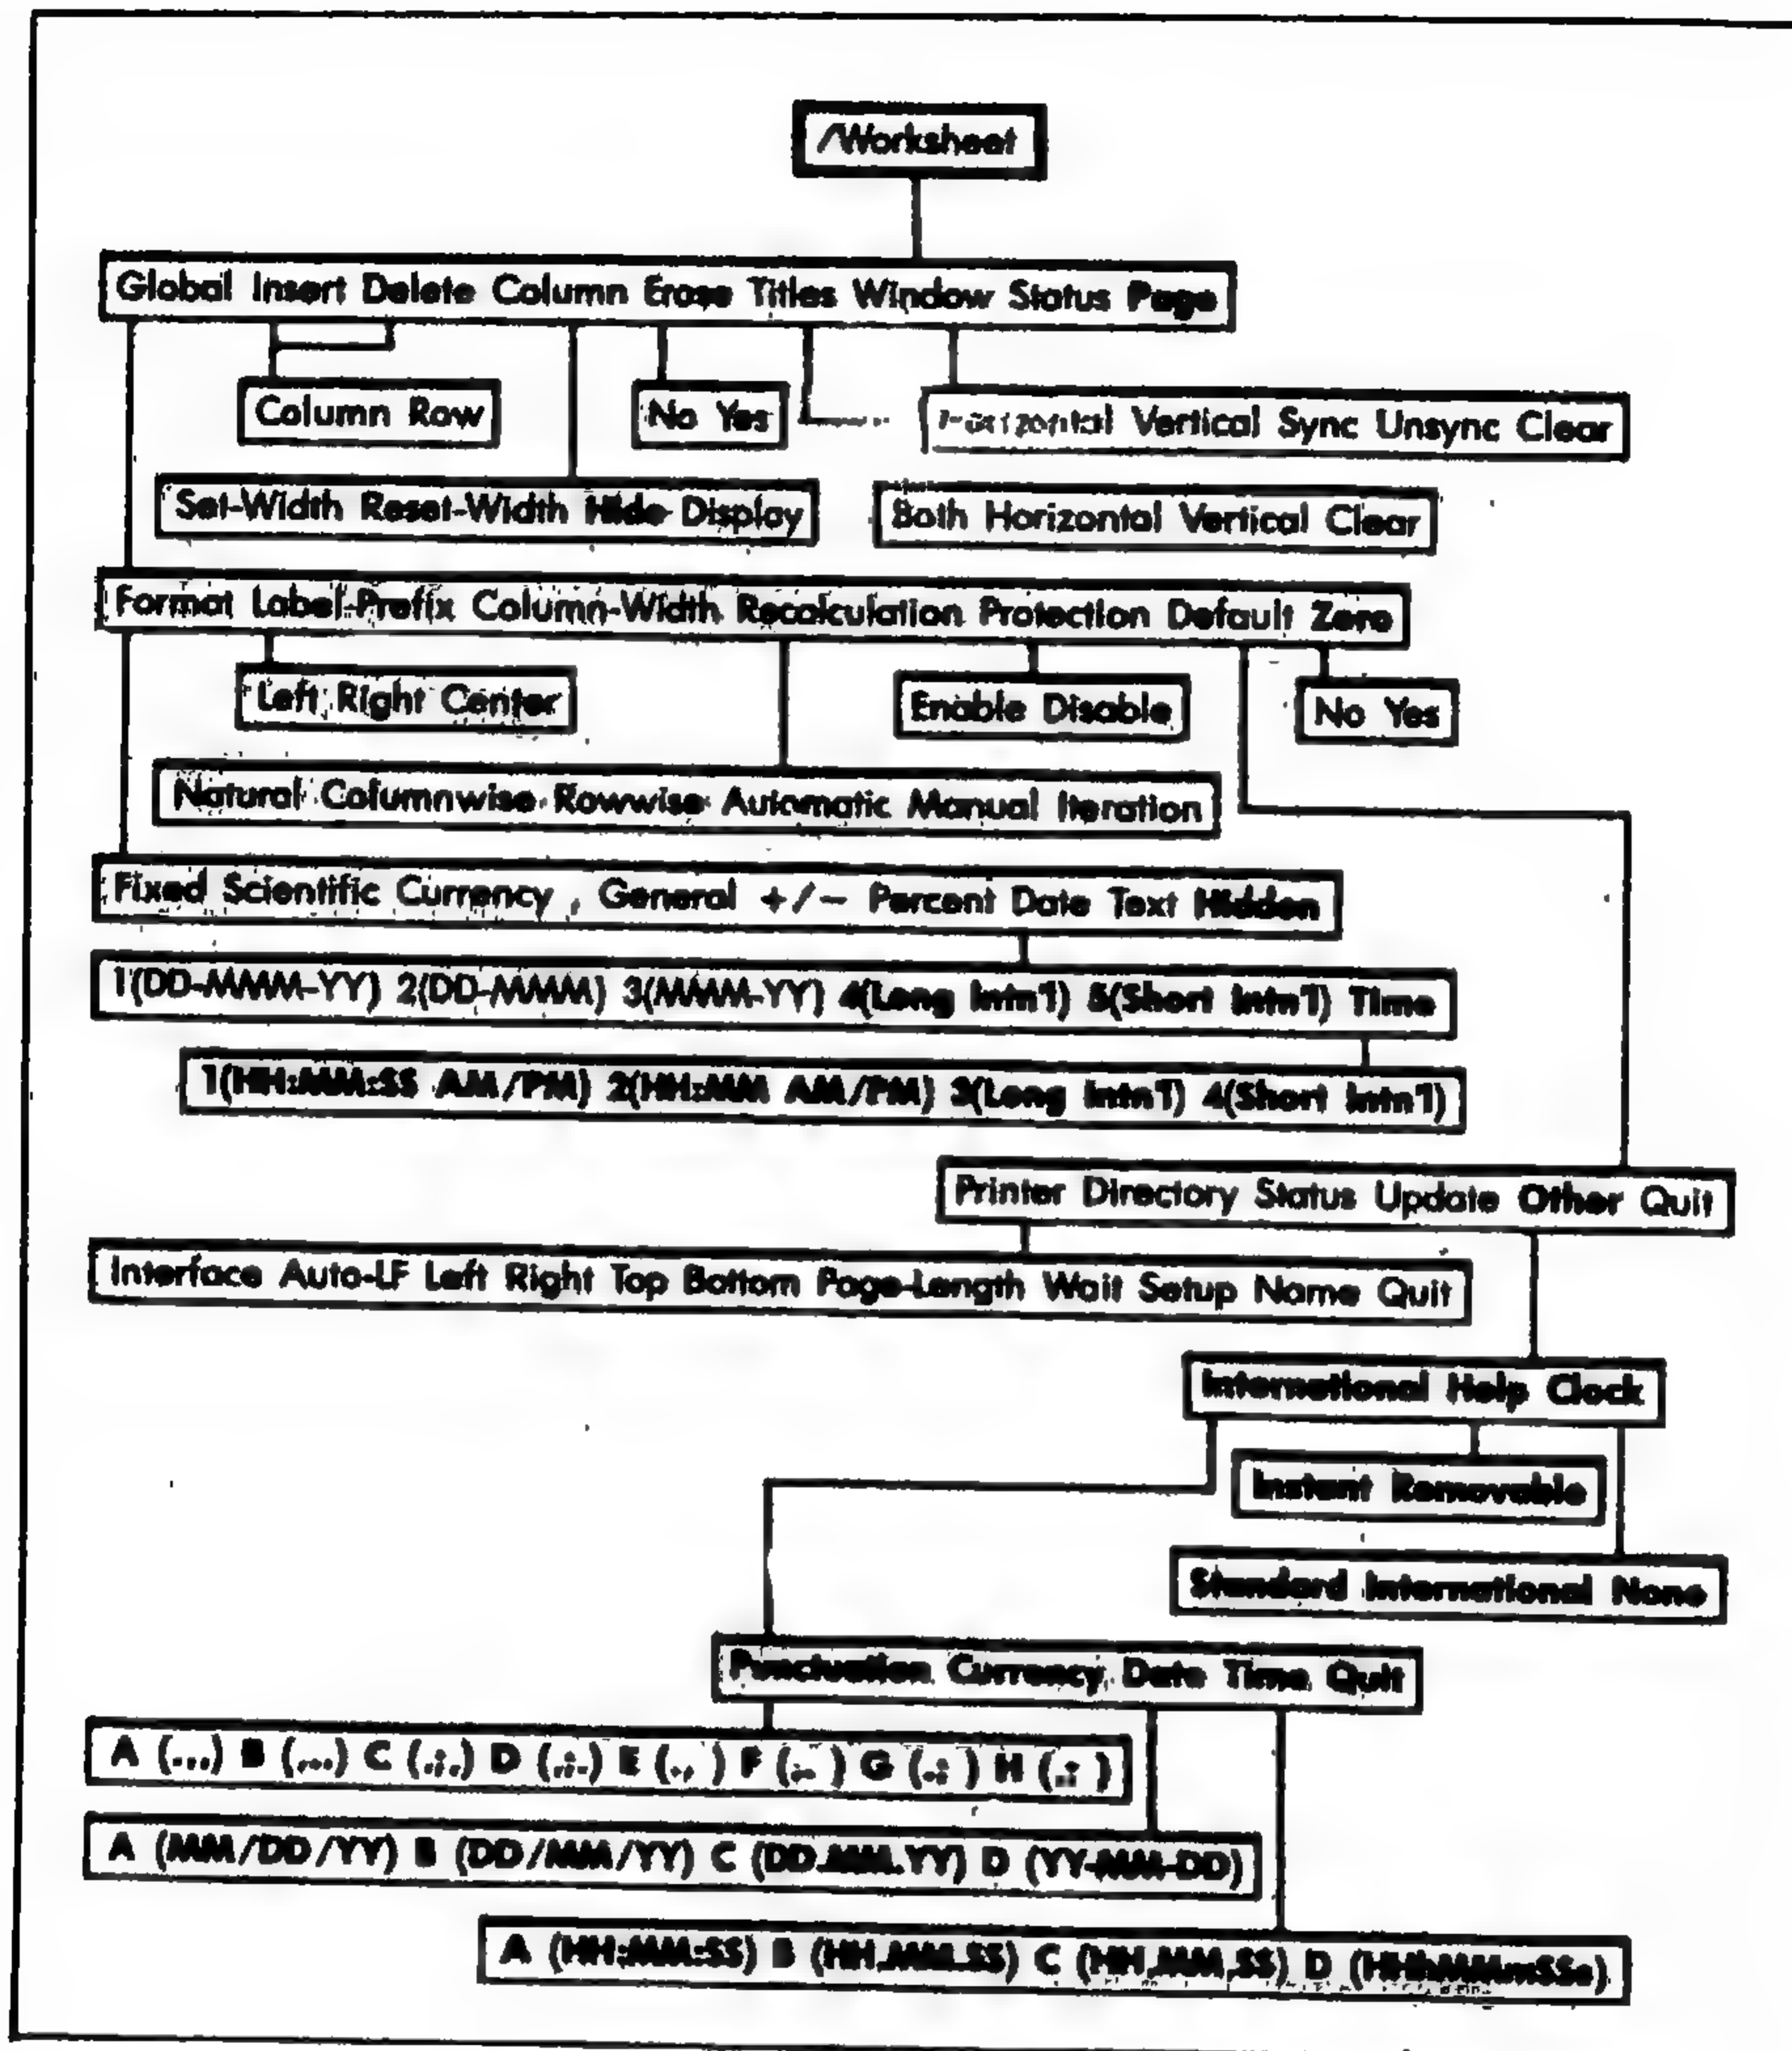 /Worksheet
Global Insert Delete Column Erase Titles Window Status Page
Column Row
No Yes
Horizontal Vertical Sync Unsync Clear
Set-Width Reset-Width Hide Display
Both Horizontal Vertical Clear
Format Label-Prefix Column-Width Recalculation Protection Default Zero
Left Right Center
Enable Disable
No Yes
Natural Columnwise Rowwise Automatic Manual Iteration
Fixed Scientific Currency , General +/− Percent Date Text Hidden
1(DD-MMM-YY) 2(DD-MMM) 3(MMM-YY) 4(Long Intn'l) 5(Short Intn'l) Time
1(HH:MM:SS AM/PM) 2(HH:MM AM/PM) 3(Long Intn'l) 4(Short Intn'l)
Printer Directory Status Update Other Quit
Interface Auto-LF Left Right Top Bottom Page-Length Wait Setup Name Quit
International Help Clock
Instant Removable
Standard International None
Punctuation Currency Date Time Quit
A B C D E F G H
A (MM/DD/YY) B (DD/MM/YY) C (DD.MM.YY) D (YY-MM-DD)
A (HH:MM:SS) B (HH.MM.SS) C (HH,MM,SS) D (HHhMMmSSs)